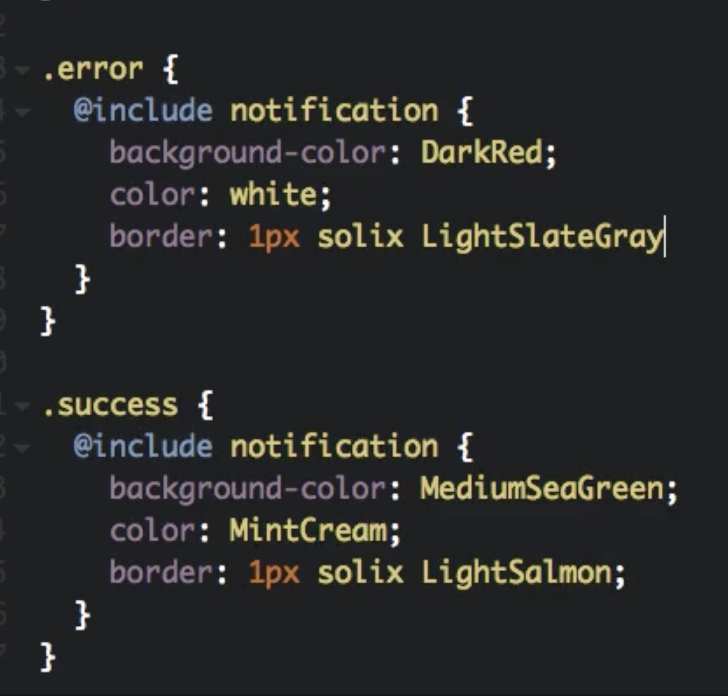 .error {
@include notification {
background-color: DarkRed;
color: white;
border: 1px solix LightSlateGray
}
}
.success {
@include notification {
background-color: MediumSeaGreen;
color: MintCream;
border: 1px solix LightSalmon;
}
}